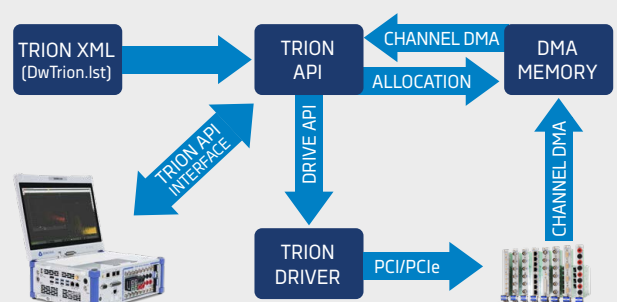 TRION XML
(DwTrion.lst)
TRION
API
CHANNEL DMA
ALLOCATION
DMA
MEMORY
TRION API
INTERFACE
DRIVE API
CHANNEL DMA
TRION
DRIVER
PCI/PCIe